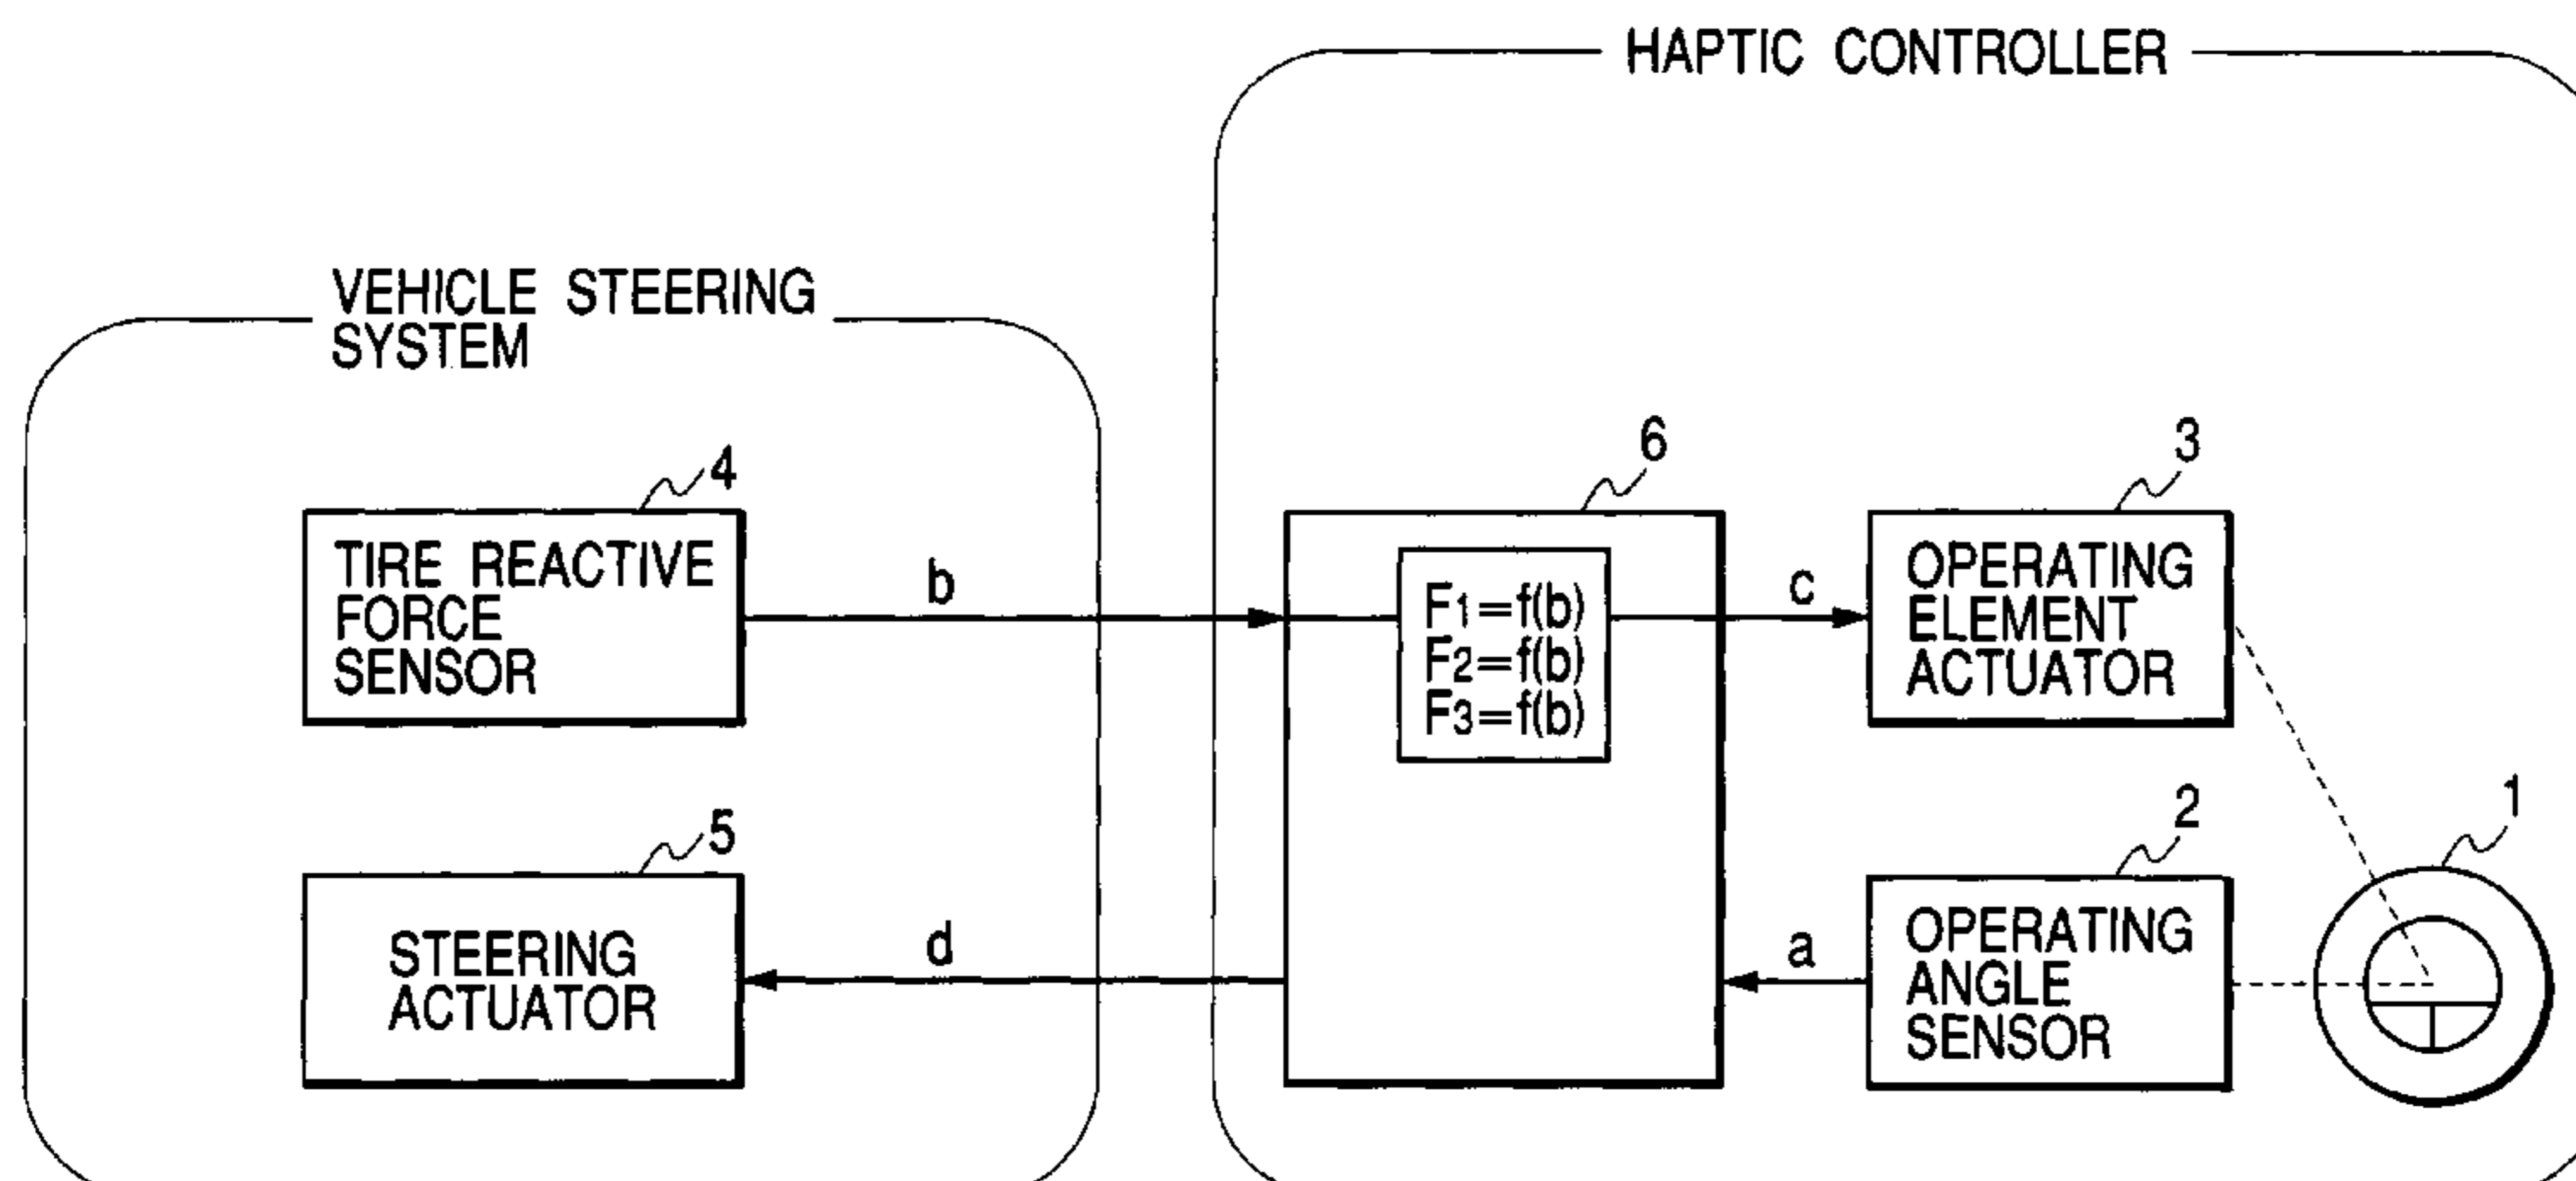 HAPTIC CONTROLLER
VEHICLE STEERING
SYSTEM
4
TIRE REACTIVE
FORCE
SENSOR
b
6
F1=f(b)
F2=f(b)
F3=f(b)
c
3
OPERATING
ELEMENT
ACTUATOR
5
STEERING
ACTUATOR
d
a
2
OPERATING
ANGLE
SENSOR
1